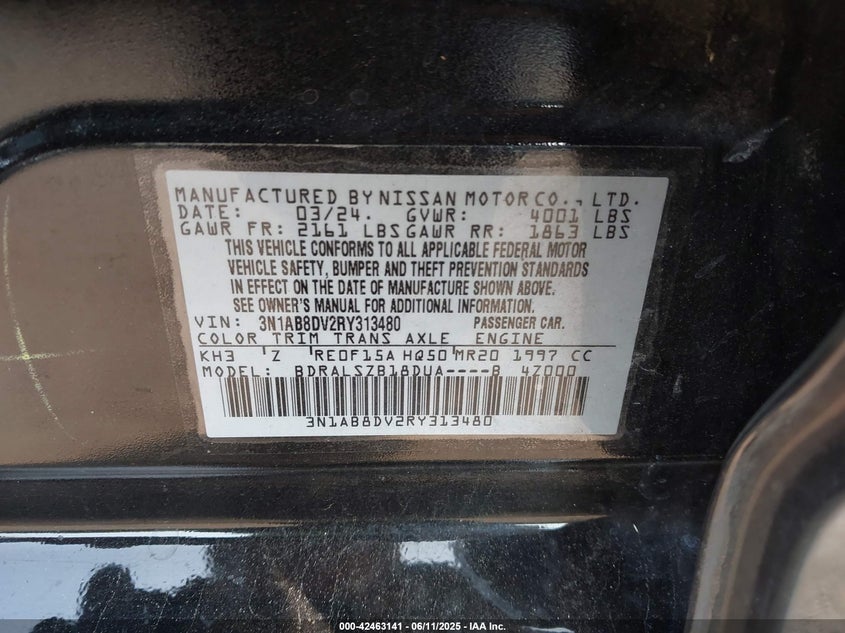 MANUFACTURED BY NISSAN MOTOR CO., LTD.
DATE: 03/24. GVWR: 4001 LBS
GAWR FR: 2161 LBS GAWR RR: 1863 LBS
THIS VEHICLE CONFORMS TO ALL APPLICABLE FEDERAL MOTOR
VEHICLE SAFETY, BUMPER AND THEFT PREVENTION STANDARDS
IN EFFECT ON THE DATE OF MANUFACTURE SHOWN ABOVE.
SEE OWNER'S MANUAL FOR ADDITIONAL INFORMATION.
VIN: 3N1AB8DV2RY313480 PASSENGER CAR.
COLOR TRIM TRANS AXLE ENGINE
KH3 Z RE0F15A HQ50 MR20 1997 CC
MODEL: BDRALSZB18DUA----B 4Z000
3N1AB8DV2RY313480
000-42463141 - 06/11/2025 - IAA Inc.